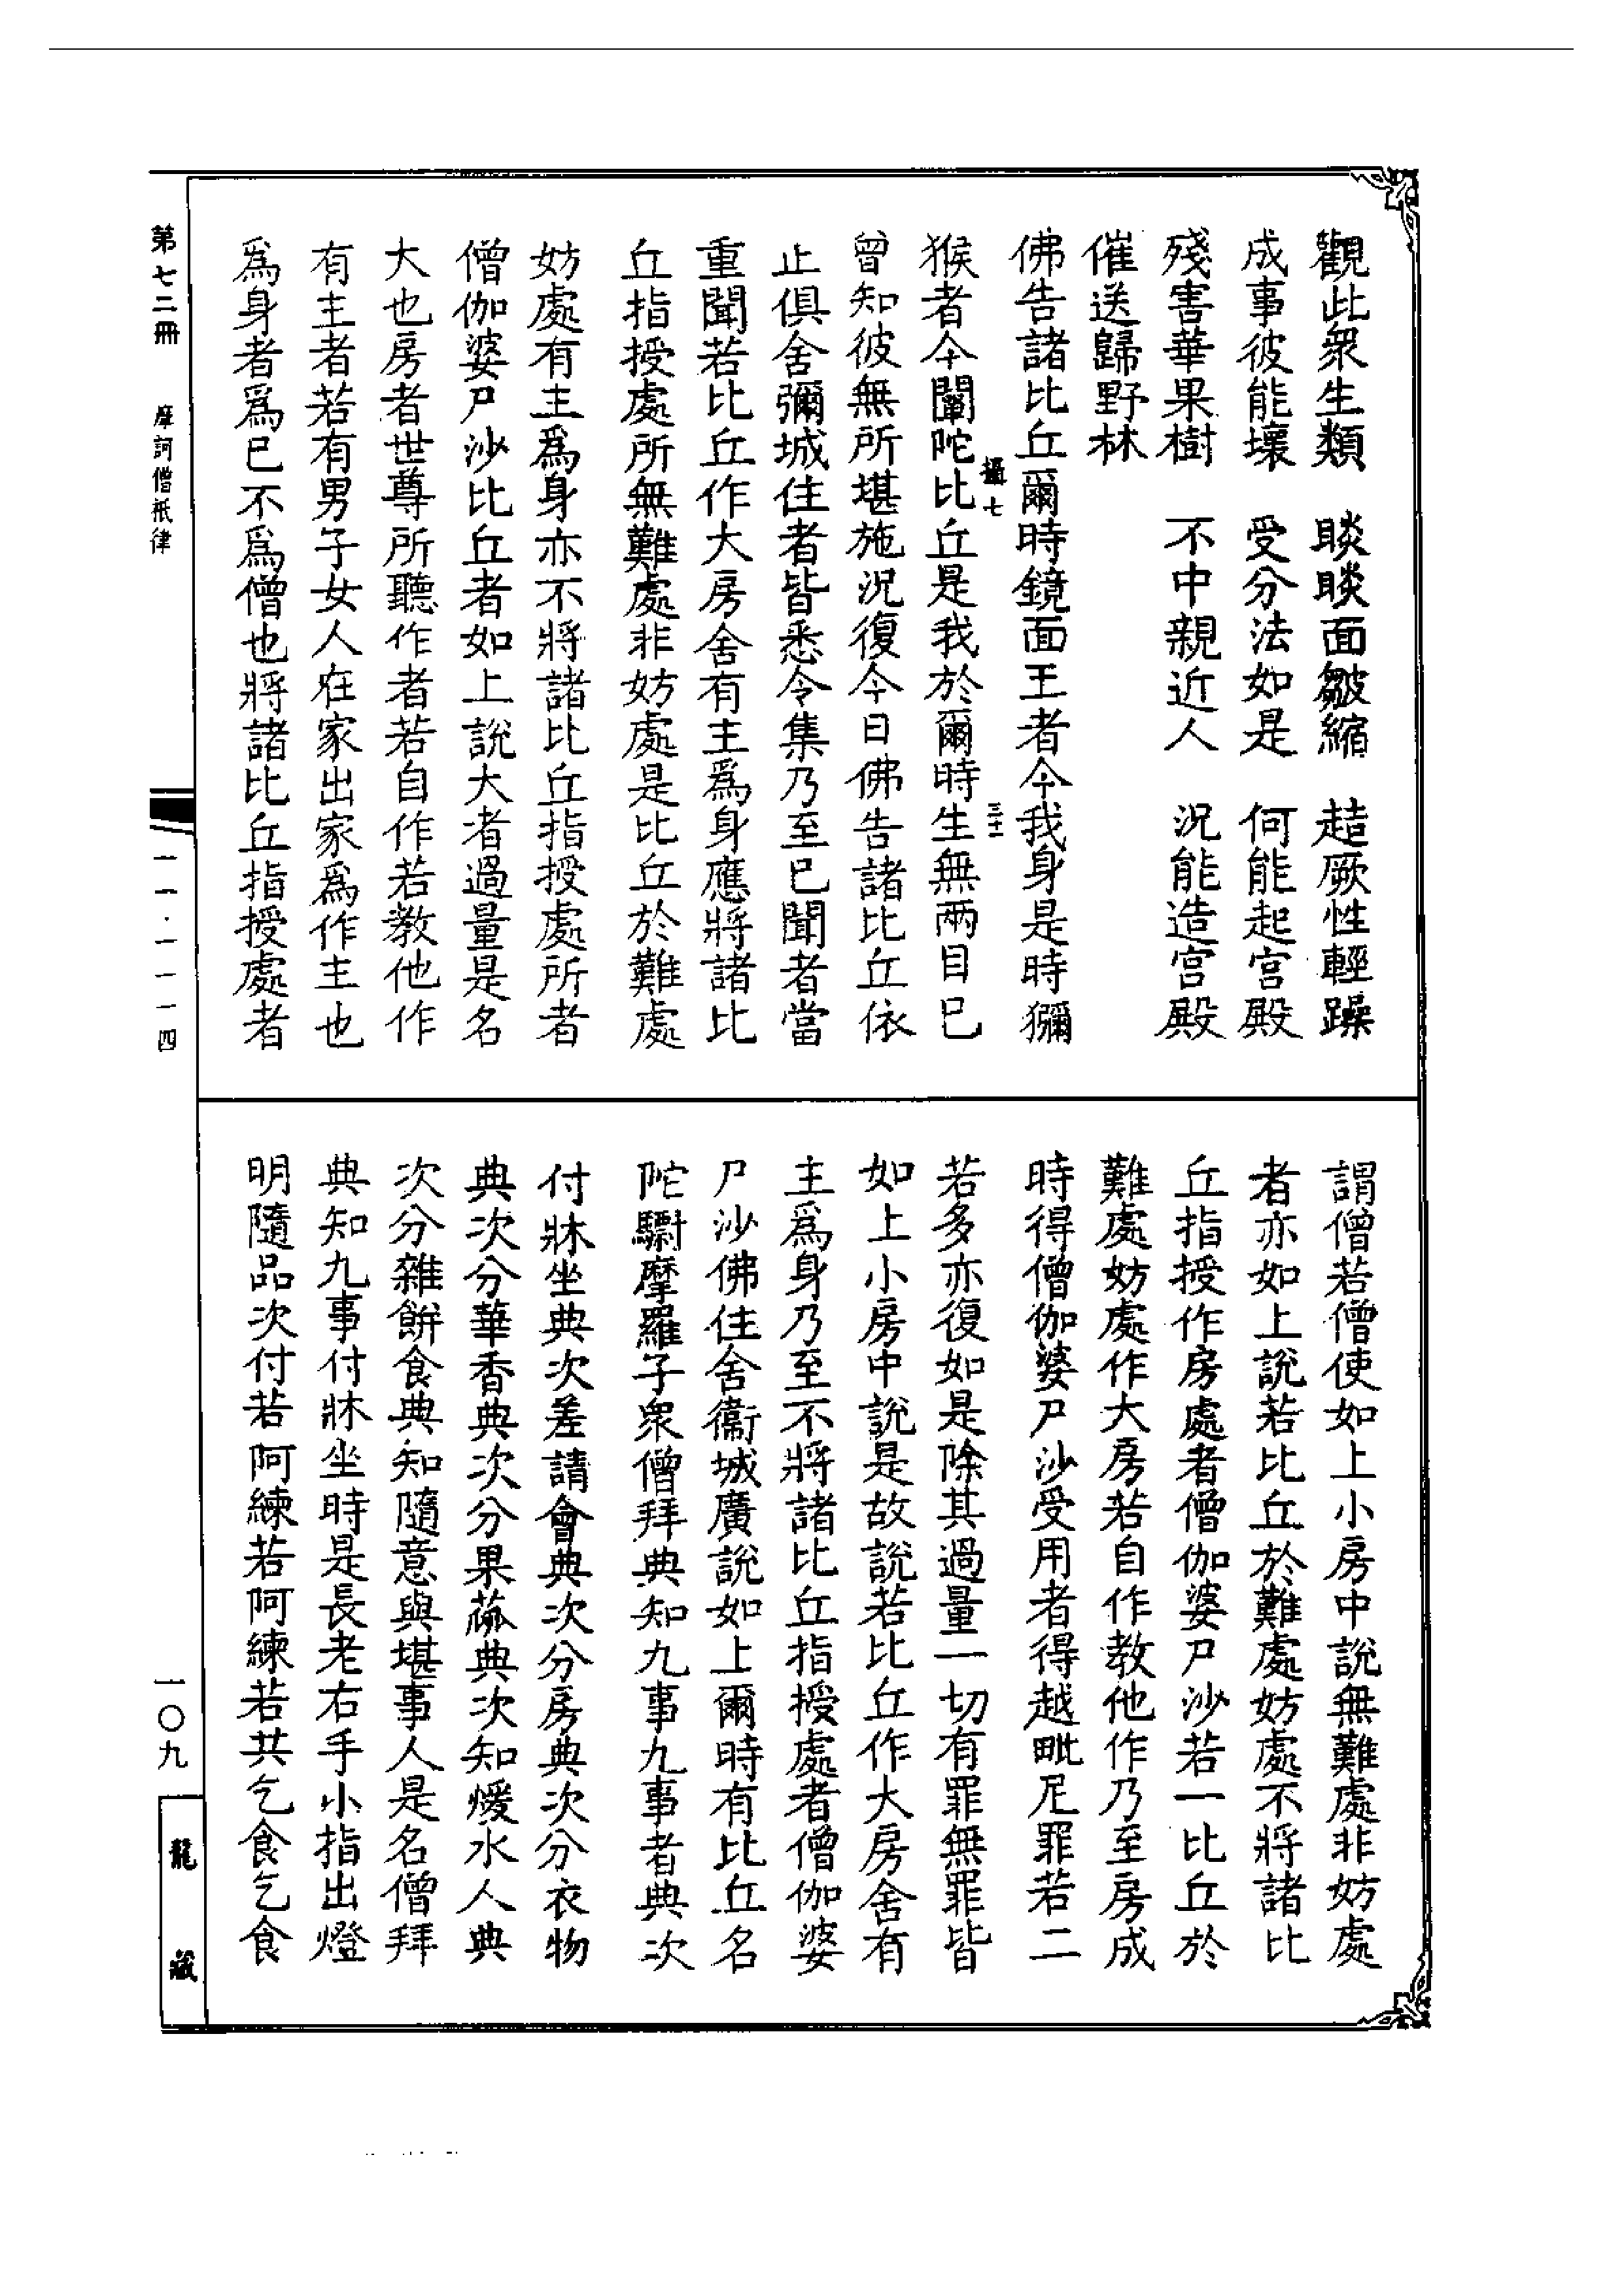 觀此衆生類　睒睒面皺縮　趌厥性輕躁
成事彼能壞　受分法如是　何能起宫殿
殘害華果樹　不中親近人　況能造宫殿
催送歸野林
佛告諸比丘爾時鏡面王者今我身是時獼
攝七　三十二
猴者今闡陀比丘是我於爾時生無兩目已
曾知彼無所堪施況復今日佛告諸比丘依
止俱舍彌城住者皆悉令集乃至已聞者當
重聞若比丘作大房舍有主爲身應將諸比
丘指授處所無難處非妨處是比丘於難處
妨處有主爲身亦不將諸比丘指授處所者
僧伽婆尸沙比丘者如上說大者過量是名
大也房者世尊所聽作者若自作若教他作
有主者若有男子女人在家出家爲作主也
爲身者爲已不爲僧也將諸比丘指授處者
謂僧若僧使如上小房中說無難處非妨處
者亦如上說若比丘於難處妨處不將諸比
丘指授作房處者僧伽婆尸沙若一比丘於
難處妨處作大房若自作教他作乃至房成
時得僧伽婆尸沙受用者得越毗尼罪若二
若多亦復如是除其過量一切有罪無罪皆
如上小房中說是故說若比丘作大房舍有
主爲身乃至不將諸比丘指授處者僧伽婆
尸沙佛住舍衞城廣說如上爾時有比丘名
陀驃摩羅子衆僧拜典知九事九事者典次
付牀坐典次差請會典次分房典次分衣物
典次分華香典次分果蓏典次知煖水人典
次分雜餅食典知隨意與堪事人是名僧拜
典知九事付牀坐時是長老右手小指出燈
明隨品次付若阿練若阿練若共乞食乞食
第七二冊　摩訶僧祇律
一一·一一一四
一〇九
龍藏